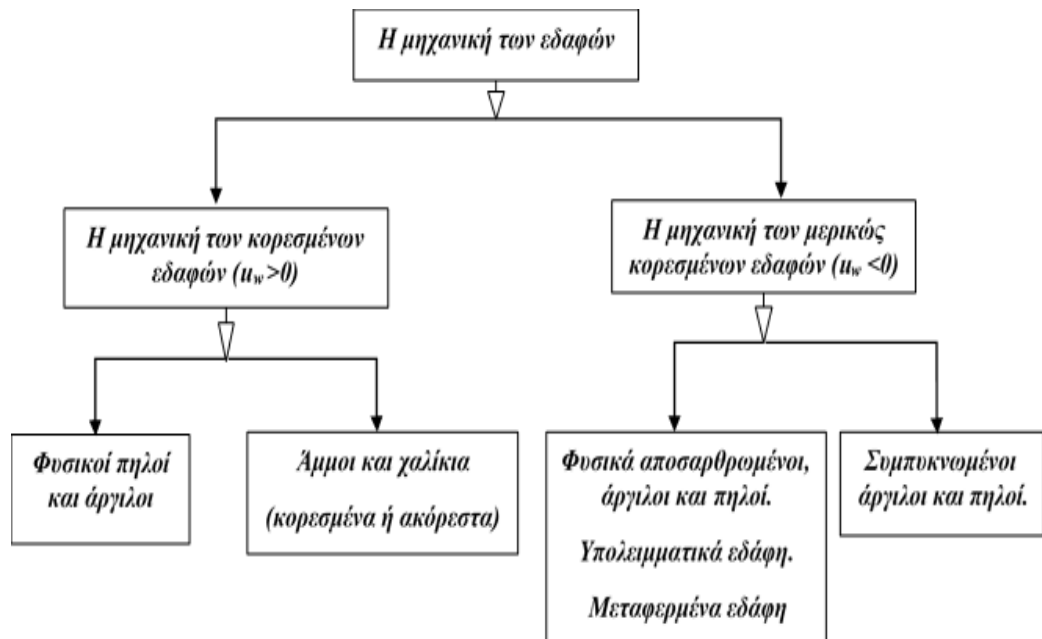 Η μηχανική των εδαφών
Η μηχανική των κορεσμένων
εδαφών (uw >0)
Η μηχανική των μερικώς
κορεσμένων εδαφών (uw <0)
Φυσικοί πηλοί
και άργιλοι
Άμμοι και χαλίκια
(κορεσμένα ή ακόρεστα)
Φυσικά αποσαρθρωμένοι,
άργιλοι και πηλοί.
Υπολειμματικά εδάφη.
Μεταφερμένα εδάφη
Συμπυκνωμένοι
άργιλοι και πηλοί.